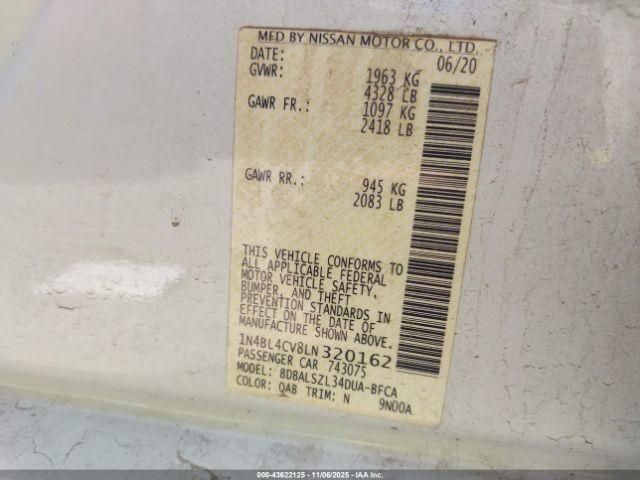 MFD BY NISSAN MOTOR CO., LTD.
DATE: 06/20
GVWR: 1963 KG
4328 LB
GAWR FR.: 1097 KG
2418 LB
GAWR RR.: 945 KG
2083 LB
THIS VEHICLE CONFORMS TO
ALL APPLICABLE FEDERAL
MOTOR VEHICLE SAFETY,
BUMPER, AND THEFT
PREVENTION STANDARDS IN
EFFECT ON THE DATE OF
MANUFACTURE SHOWN ABOVE.
1N4BL4CV8LN320162
PASSENGER CAR 743075
MODEL: BDBALSZL34DUA-BFCA
COLOR: QAB TRIM: N 9N00A
00-43622125 - 11/06/2025 - IAAI.CA